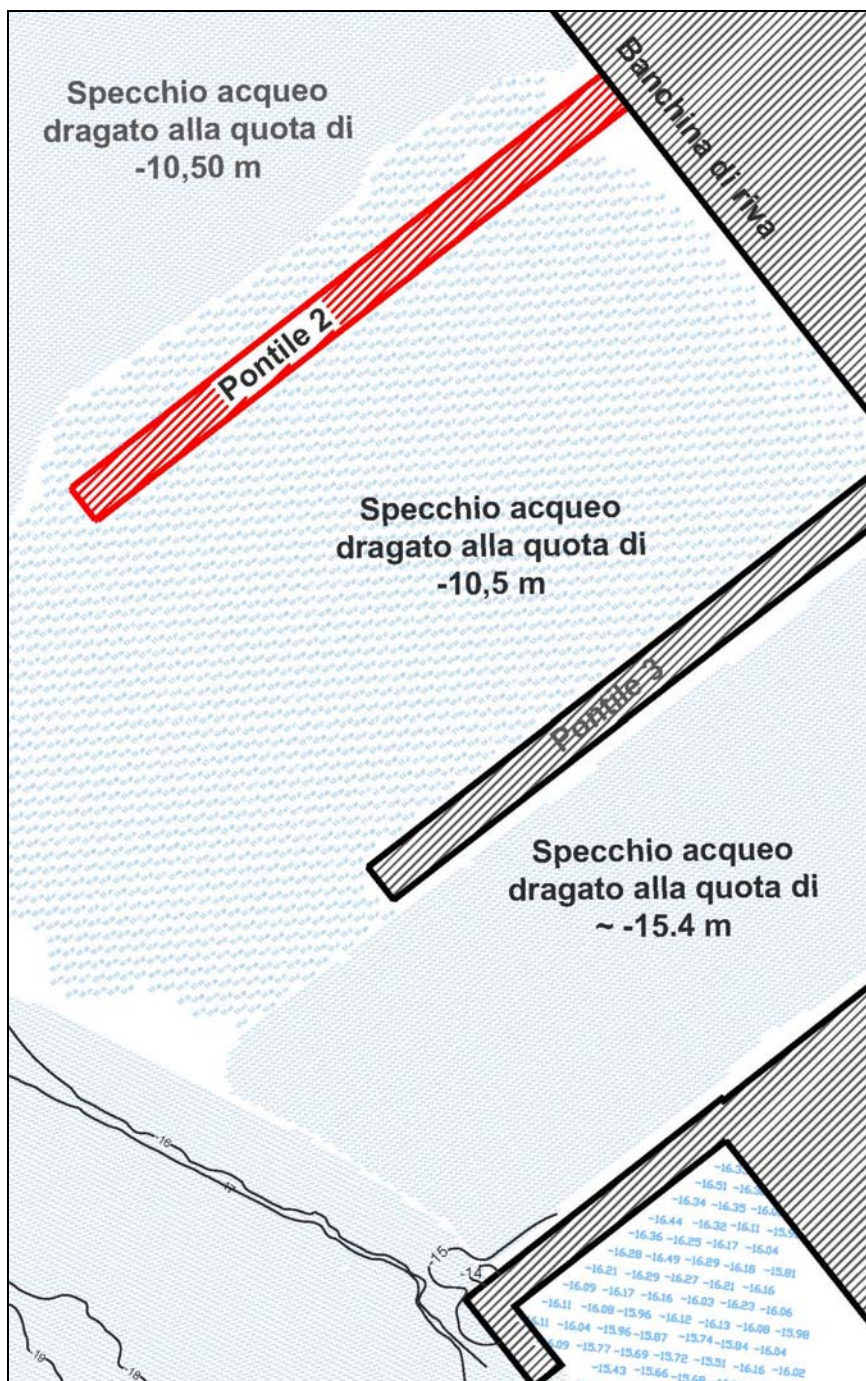 Specchio acqueo
dragato alla quota di
-10,50 m
Banchina di riva
Pontile 2
Specchio acqueo
dragato alla quota di
-10,5 m
Pontile 3
Specchio acqueo
dragato alla quota di
~ -15.4 m
-16
-17
-15
-14
-19
-18
-16.51
-16.34 -16.35
-16.44 -16.32 -16.11
-16.36 -16.25 -16.17 -16.04
-16.28 -16.49 -16.29 -16.18 -15.81
-16.21 -16.29 -16.27 -16.21 -16.16
-16.09 -16.17 -16.16 -16.03 -16.23 -16.06
-16.11 -16.08 -15.96 -16.12 -16.13 -16.08 -15.98
-16.04 -15.96 -15.87 -15.74 -15.84 -16.04
-15.77 -15.69 -15.72 -15.51 -16.16 -16.02
-15.43 -15.66